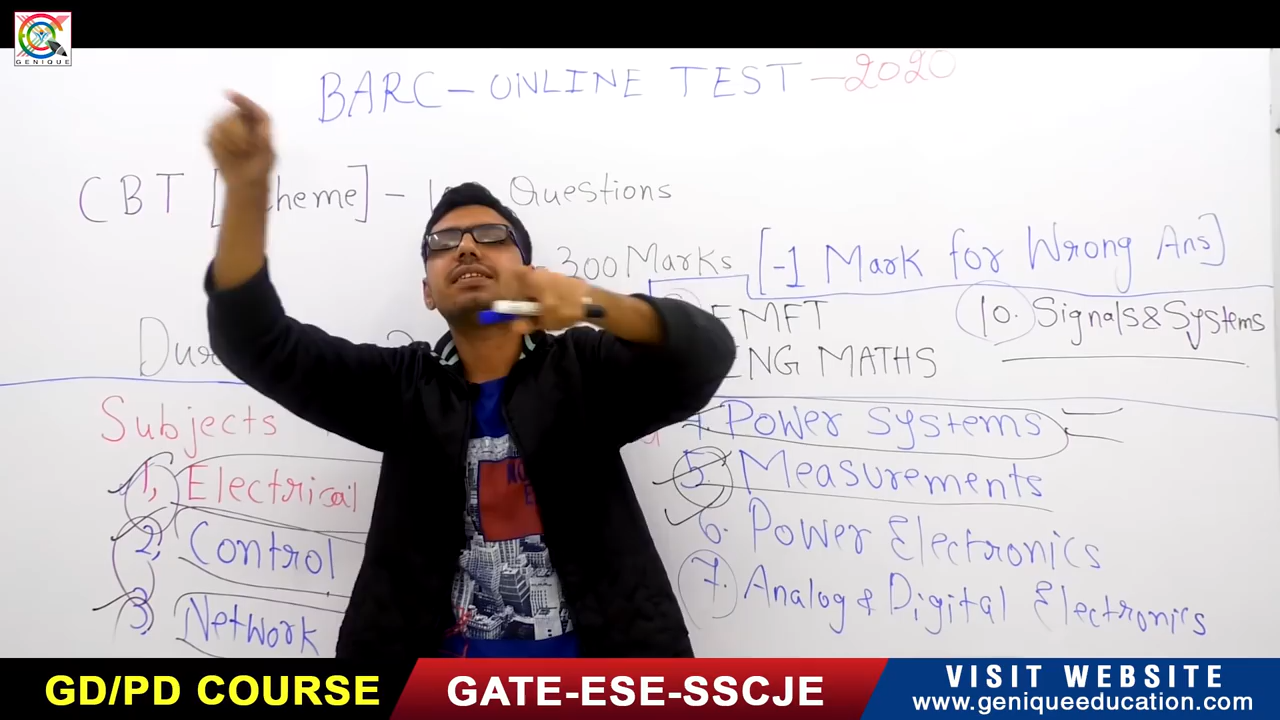 GENIQUE
BARC - ONLINE TEST - 2020
CBT [ heme] - Questions
300 Marks [-1 Mark for Wrong Ans]
EMFT
10. Signals & Systems
ENG MATHS
Subjects
Power Systems
1, Electrical
5. Measurements
2, Control
6. Power Electronics
3, Network
7. Analog & Digital Electronics
GD/PD COURSE
GATE-ESE-SSCJE
VISIT WEBSITE
www.geniqueeducation.com